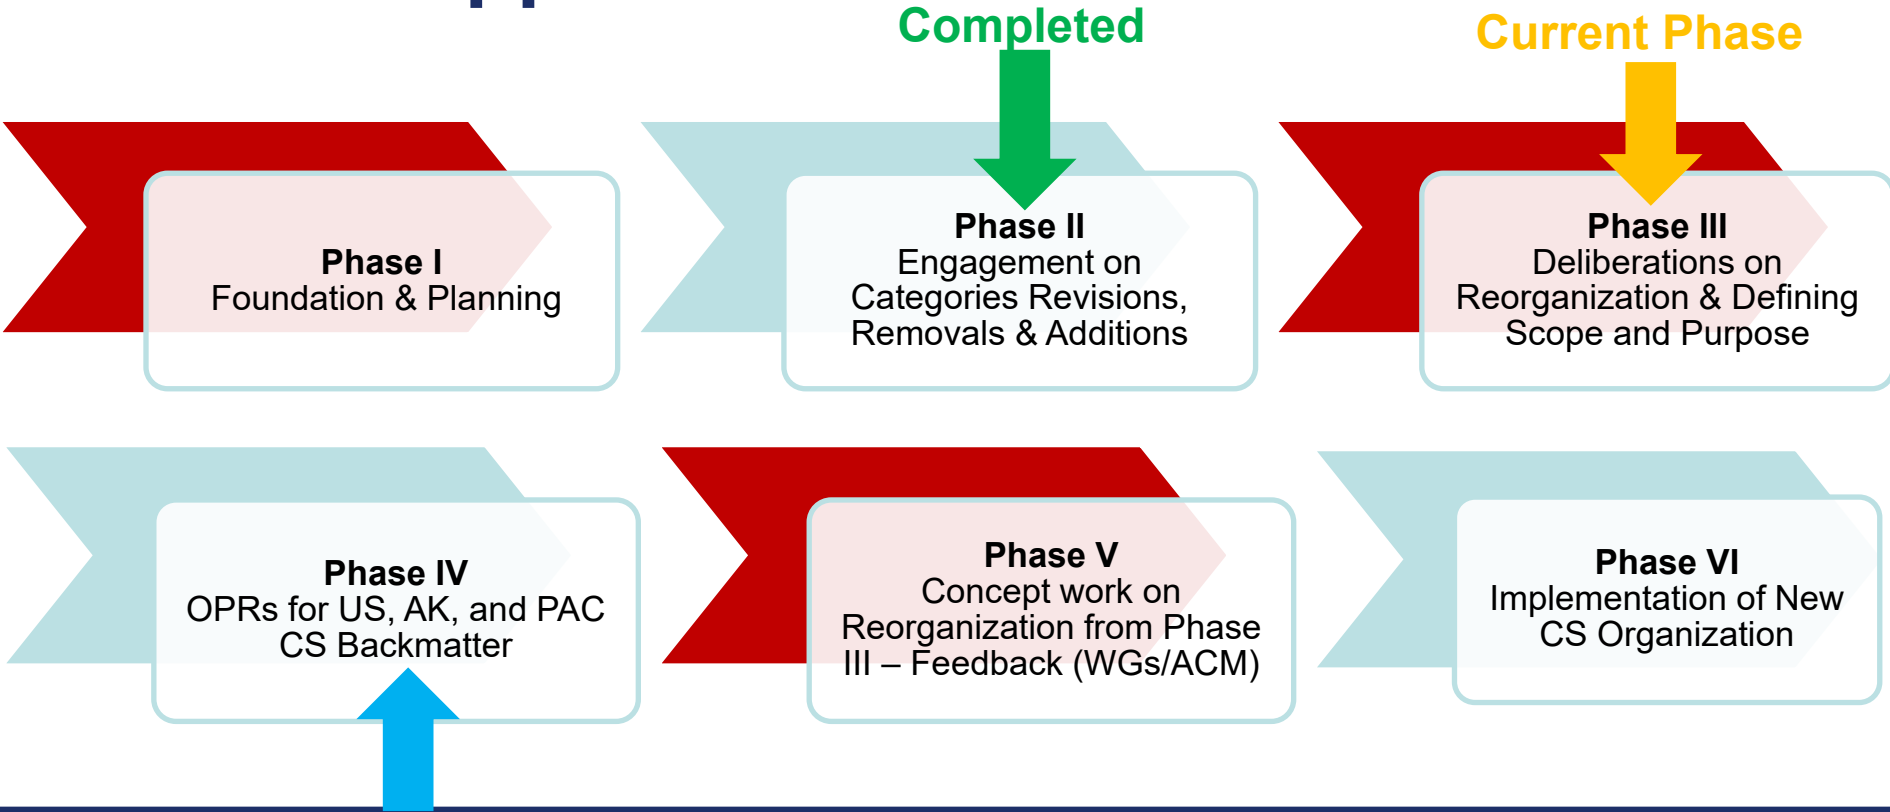 Completed
Current Phase
Phase I
Foundation & Planning
Phase II
Engagement on
Categories Revisions,
Removals & Additions
Phase III
Deliberations on
Reorganization & Defining
Scope and Purpose
Phase IV
OPRs for US, AK, and PAC
CS Backmatter
Phase V
Concept work on
Reorganization from Phase
III – Feedback (WGs/ACM)
Phase VI
Implementation of New
CS Organization